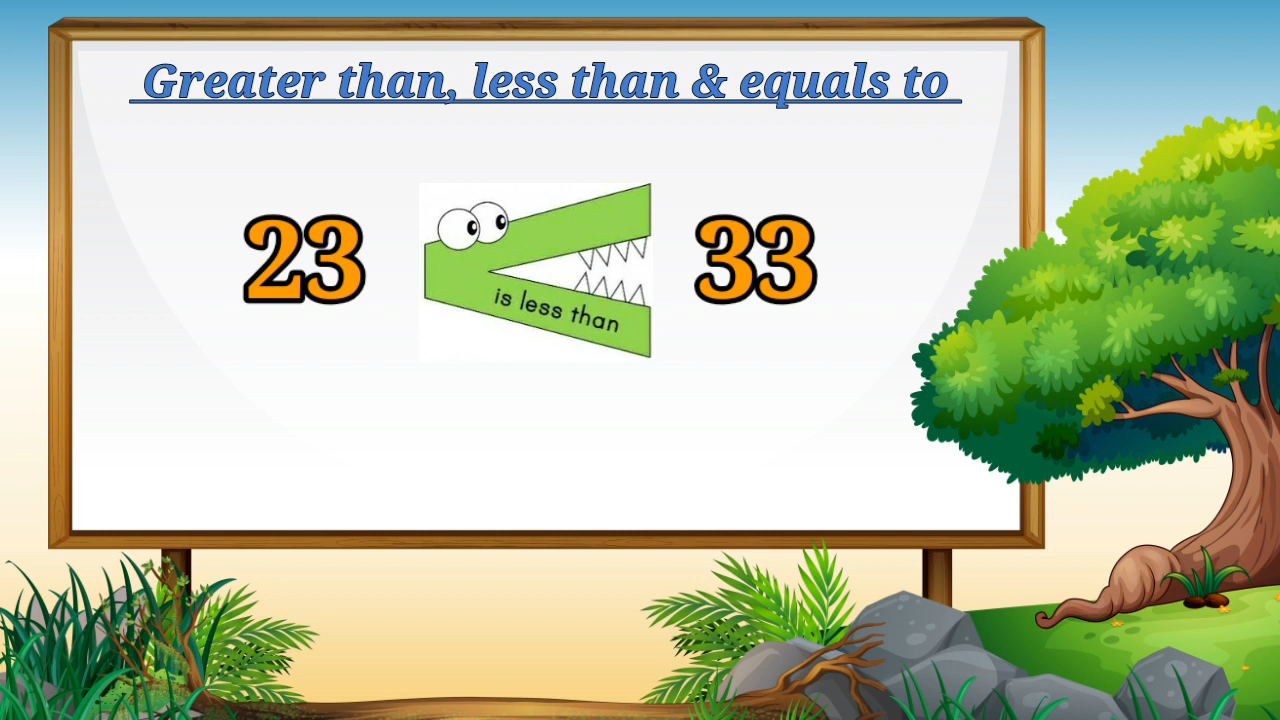 Greater than, less than & equals to
23 is less than 33